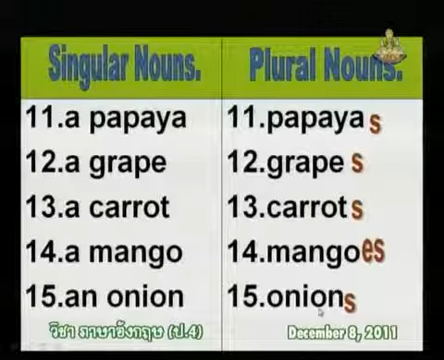 Singular Nouns. Plural Nouns.
11.a papaya 11.papayas
12.a grape 12.grapes
13.a carrot 13.carrots
14.a mango 14.mangoes
15.an onion 15.onions
วิชา ภาษาอังกฤษ (ป.4) December 8, 2011